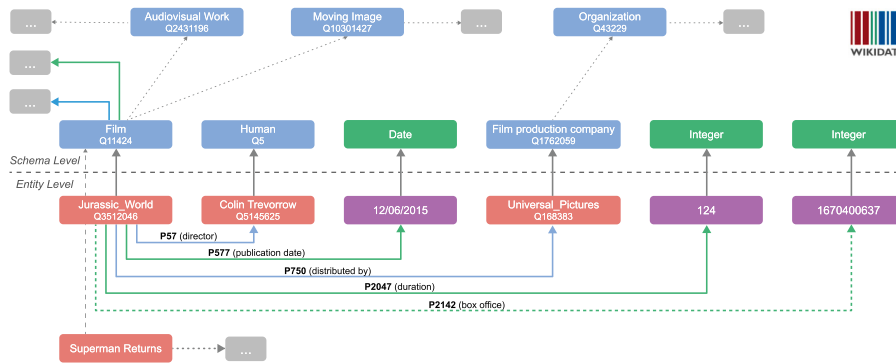 ...
Audiovisual Work
Q2431196
Moving Image
Q10301427
...
Organization
Q43229
...
WIKIDAT
...
...
Film
Q11424
Human
Q5
Date
Film production company
Q1762059
Integer
Integer
Schema Level
Entity Level
Jurassic_World
Q3512046
Colin Trevorrow
Q5145625
12/06/2015
Universal_Pictures
Q168383
124
1670400637
P57 (director)
P577 (publication date)
P750 (distributed by)
P2047 (duration)
P2142 (box office)
Superman Returns
...